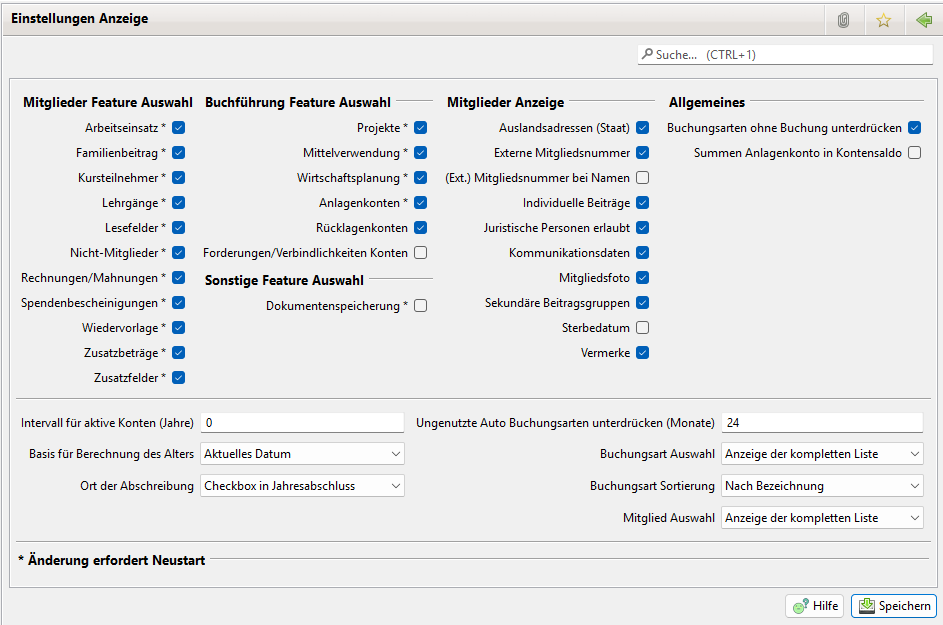 Einstellungen Anzeige
Suche... (CTRL+1)
Mitglieder Feature Auswahl
Arbeitseinsatz *
Familienbeitrag *
Kursteilnehmer *
Lehrgänge *
Lesefelder *
Nicht-Mitglieder *
Rechnungen/Mahnungen *
Spendenbescheinigungen *
Wiedervorlage *
Zusatzbeträge *
Zusatzfelder *
Buchführung Feature Auswahl
Projekte *
Mittelverwendung *
Wirtschaftsplanung *
Anlagenkonten *
Rücklagenkonten
Forderungen/Verbindlichkeiten Konten
Sonstige Feature Auswahl
Dokumentenspeicherung *
Mitglieder Anzeige
Auslandsadressen (Staat)
Externe Mitgliedsnummer
(Ext.) Mitgliedsnummer bei Namen
Individuelle Beiträge
Juristische Personen erlaubt
Kommunikationsdaten
Mitgliedsfoto
Sekundäre Beitragsgruppen
Sterbedatum
Vermerke
Allgemeines
Buchungsarten ohne Buchung unterdrücken
Summen Anlagenkonto in Kontensaldo
Intervall für aktive Konten (Jahre) 0
Basis für Berechnung des Alters Aktuelles Datum
Ort der Abschreibung Checkbox in Jahresabschluss
Ungenutzte Auto Buchungsarten unterdrücken (Monate) 24
Buchungsart Auswahl Anzeige der kompletten Liste
Buchungsart Sortierung Nach Bezeichnung
Mitglied Auswahl Anzeige der kompletten Liste
* Änderung erfordert Neustart
Hilfe
Speichern